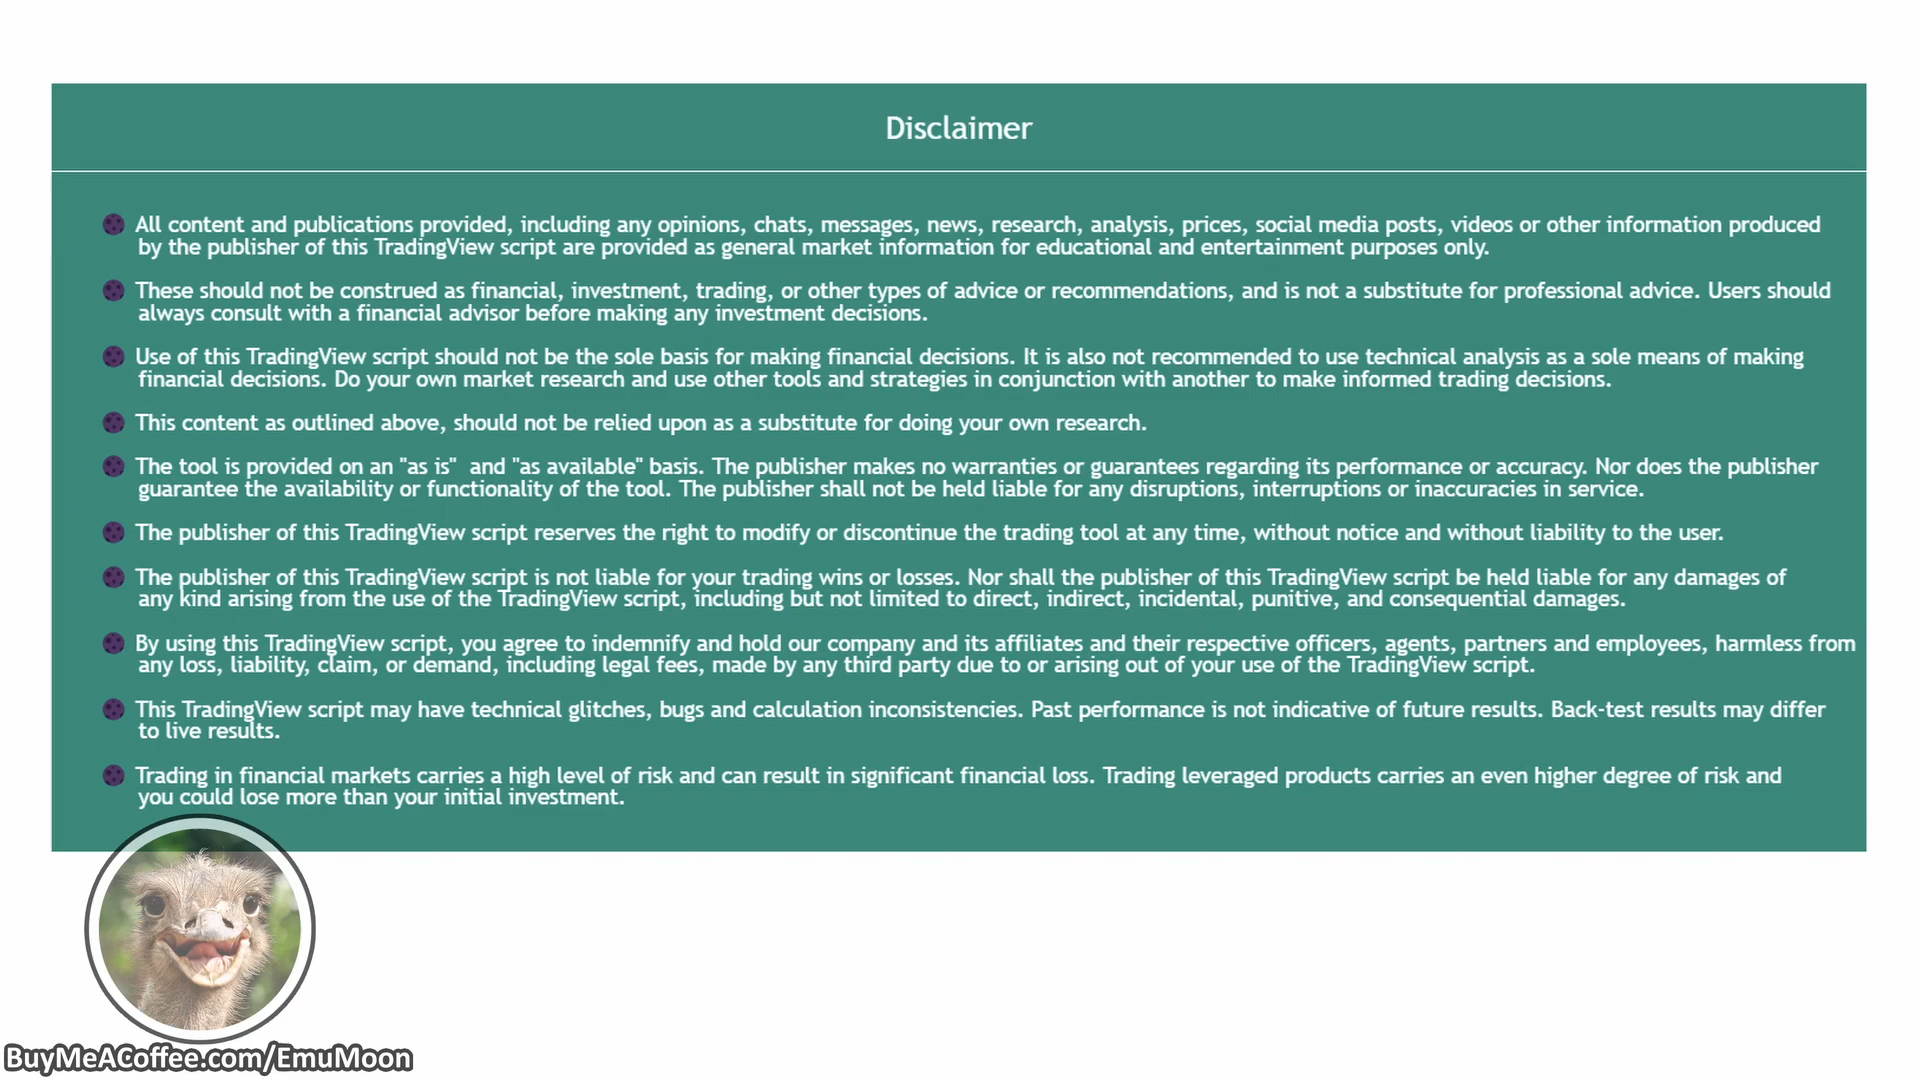 Disclaimer
All content and publications provided, including any opinions, chats, messages, news, research, analysis, prices, social media posts, videos or other information produced
by the publisher of this TradingView script are provided as general market information for educational and entertainment purposes only.
These should not be construed as financial, investment, trading, or other types of advice or recommendations, and is not a substitute for professional advice. Users should
always consult with a financial advisor before making any investment decisions.
Use of this TradingView script should not be the sole basis for making financial decisions. It is also not recommended to use technical analysis as a sole means of making
financial decisions. Do your own market research and use other tools and strategies in conjunction with another to make informed trading decisions.
This content as outlined above, should not be relied upon as a substitute for doing your own research.
The tool is provided on an "as is"  and "as available" basis. The publisher makes no warranties or guarantees regarding its performance or accuracy. Nor does the publisher
guarantee the availability or functionality of the tool. The publisher shall not be held liable for any disruptions, interruptions or inaccuracies in service.
The publisher of this TradingView script reserves the right to modify or discontinue the trading tool at any time, without notice and without liability to the user.
The publisher of this TradingView script is not liable for your trading wins or losses. Nor shall the publisher of this TradingView script be held liable for any damages of
any kind arising from the use of the TradingView script, including but not limited to direct, indirect, incidental, punitive, and consequential damages.
By using this TradingView script, you agree to indemnify and hold our company and its affiliates and their respective officers, agents, partners and employees, harmless from
any loss, liability, claim, or demand, including legal fees, made by any third party due to or arising out of your use of the TradingView script.
This TradingView script may have technical glitches, bugs and calculation inconsistencies. Past performance is not indicative of future results. Back-test results may differ
to live results.
Trading in financial markets carries a high level of risk and can result in significant financial loss. Trading leveraged products carries an even higher degree of risk and
you could lose more than your initial investment.
BuyMeACoffee.com/EmuMoon